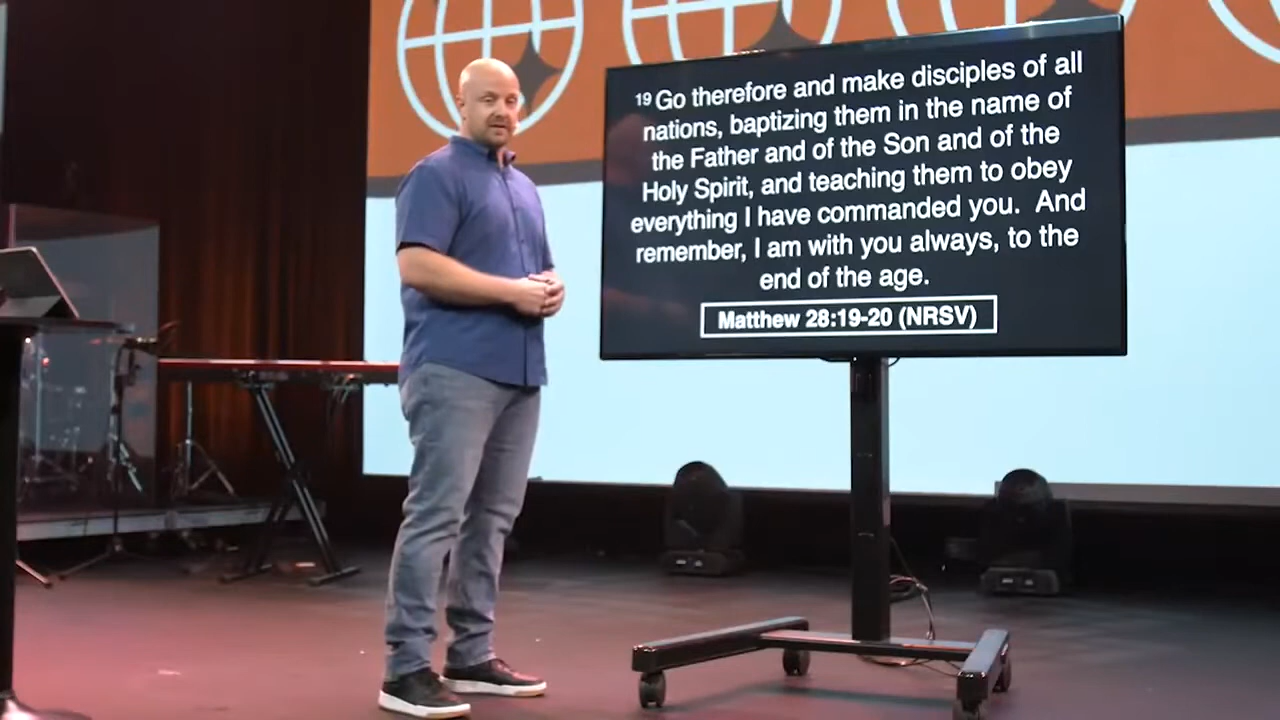 19 Go therefore and make disciples of all
nations, baptizing them in the name of
the Father and of the Son and of the
Holy Spirit, and teaching them to obey
everything I have commanded you. And
remember, I am with you always, to the
end of the age.
Matthew 28:19-20 (NRSV)